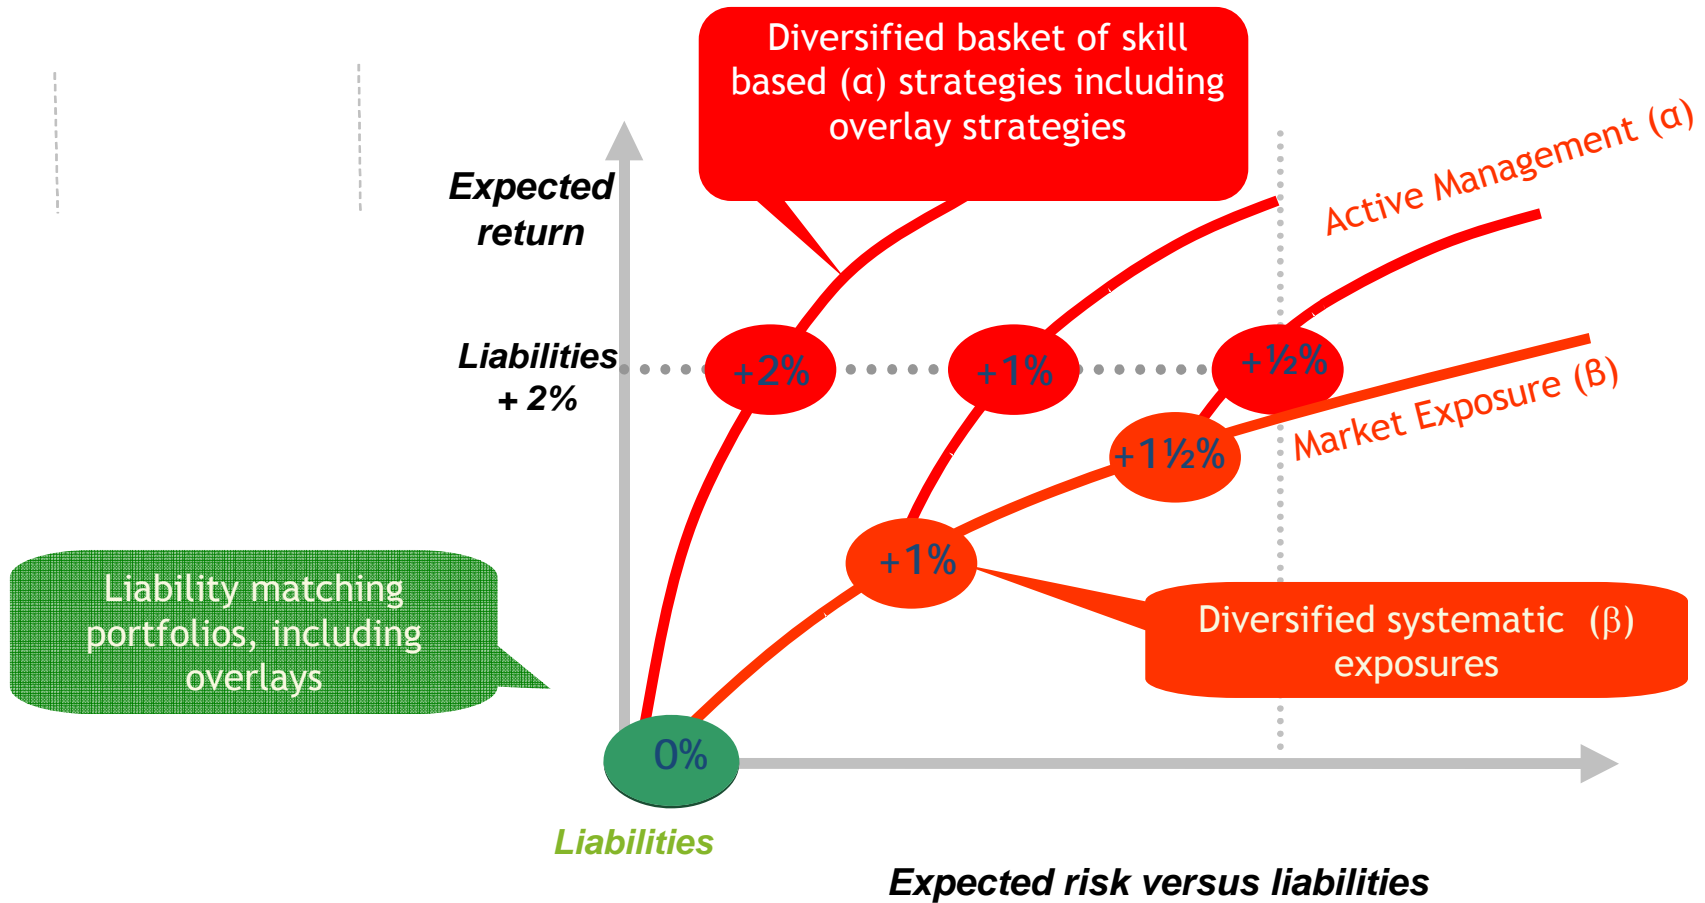 Diversified basket of skill
based (α) strategies including
overlay strategies
Active Management (α)
Expected
return
Liabilities
+ 2%
+2%
+1%
+½%
Market Exposure (β)
+1½%
+1%
Liability matching
portfolios, including
overlays
Diversified systematic (β)
exposures
0%
Liabilities
Expected risk versus liabilities